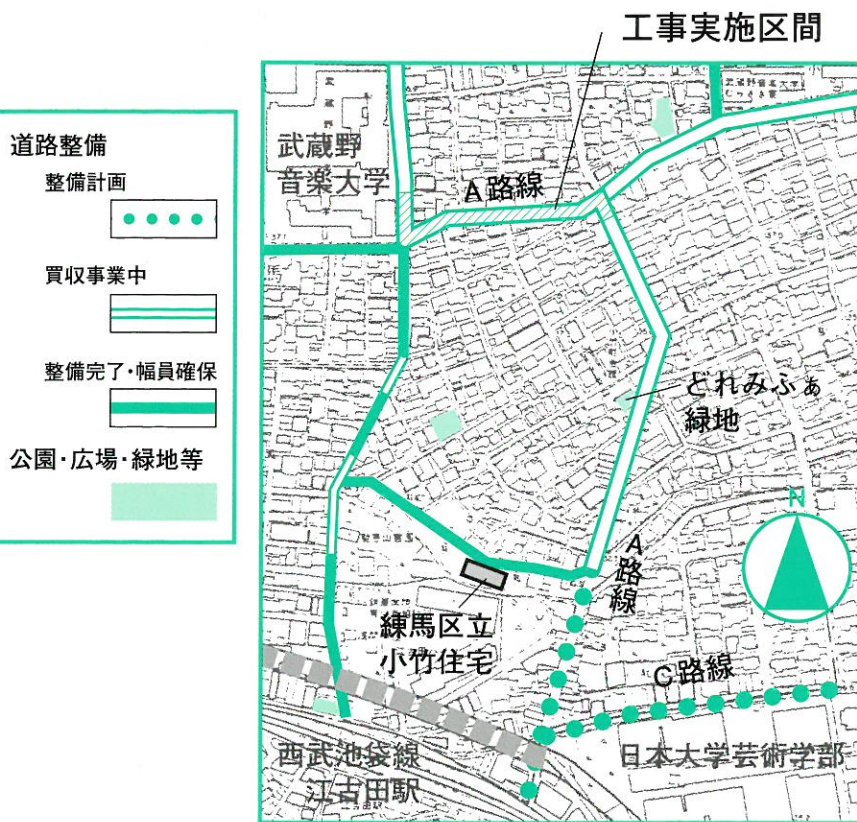 工事実施区間
道路整備
整備計画
買収事業中
整備完了・幅員確保
公園・広場・緑地等
武蔵野
音楽大学
A路線
どれみふぁ
緑地
N
A路線
練馬区立
小竹住宅
C路線
西武池袋線
江古田駅
日本大学芸術学部